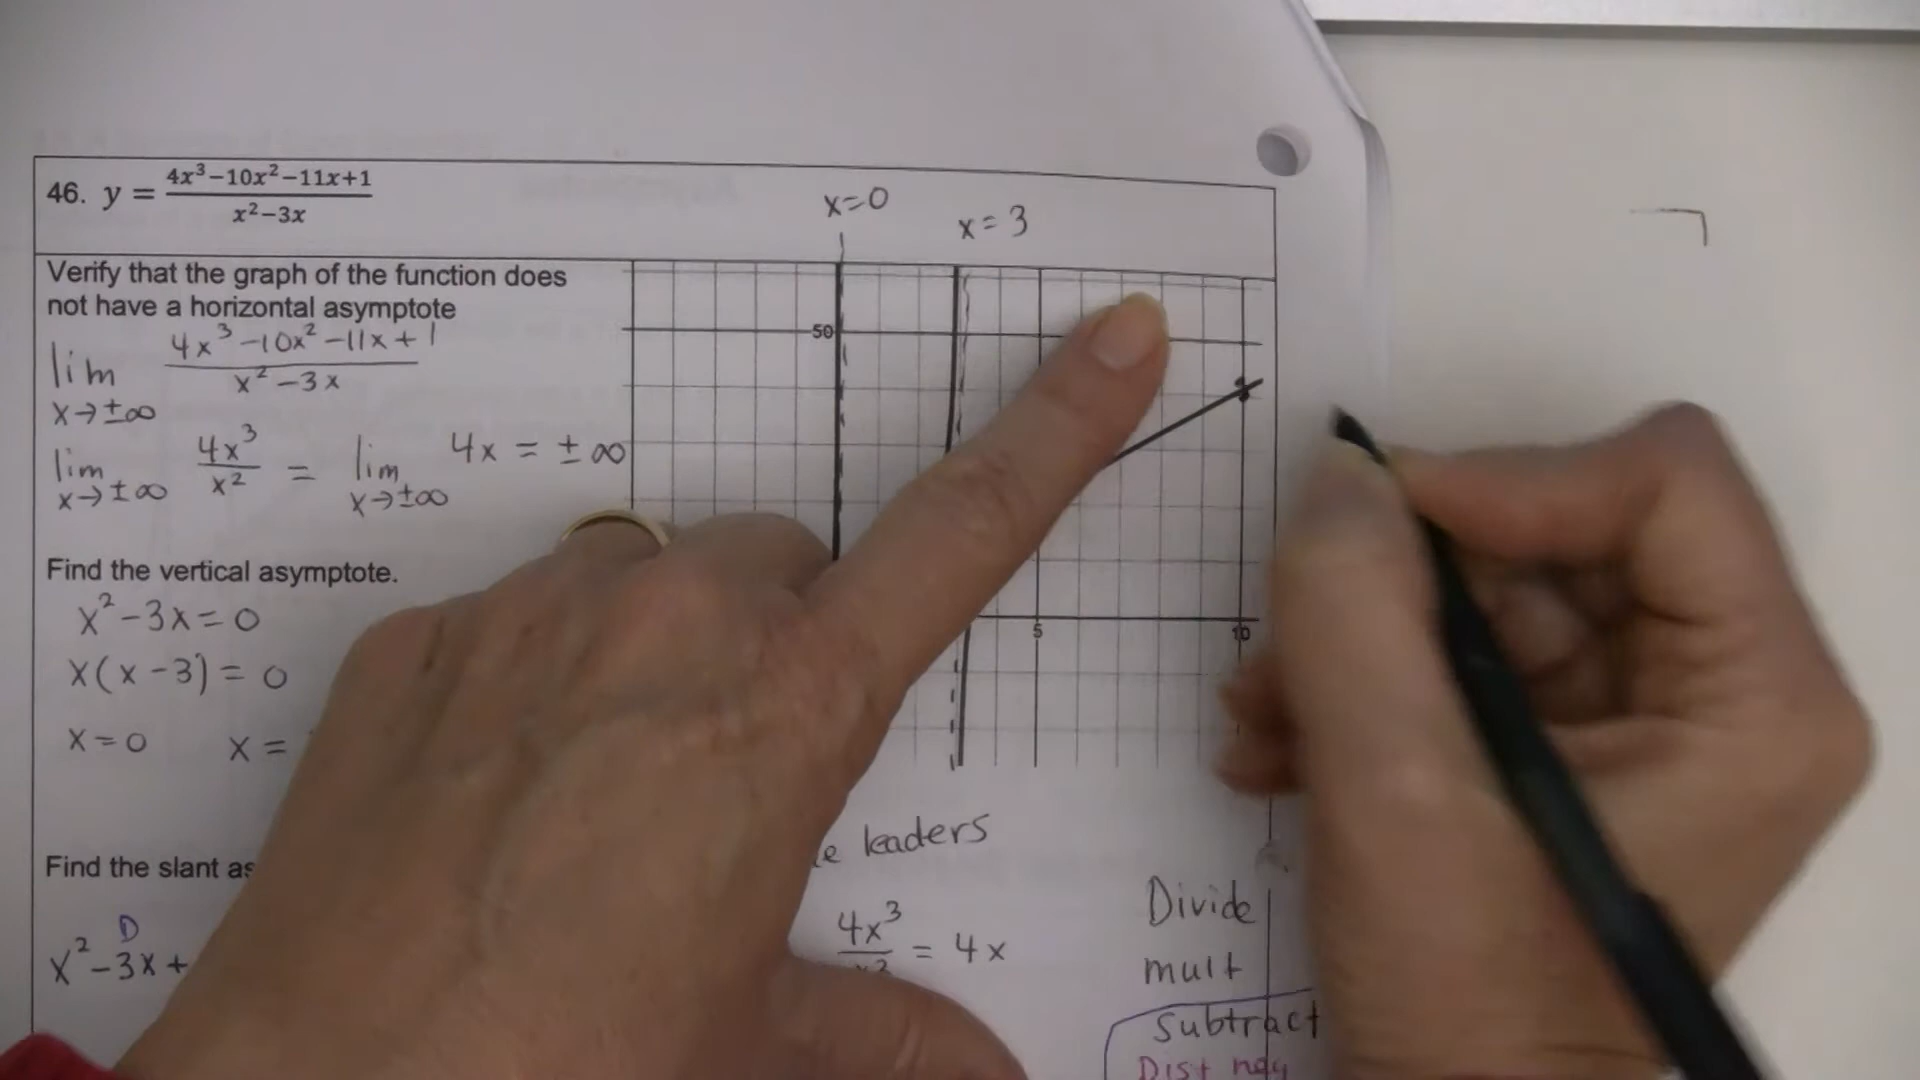 46. y = 4x³−10x²−11x+1 / x²−3x
x=0
x=3
Verify that the graph of the function does
not have a horizontal asymptote
lim x→±∞ 4x³−10x²−11x+1 / x²−3x
lim x→±∞ 4x³/x² = lim x→±∞ 4x = ±∞
50
5
10
Find the vertical asymptote.
x²−3x=0
x(x−3)=0
x=0 x=
Find the slant
x²−3x+
0
leaders
4x³/x² = 4x
Divide
mult
Subtract
Dist neg